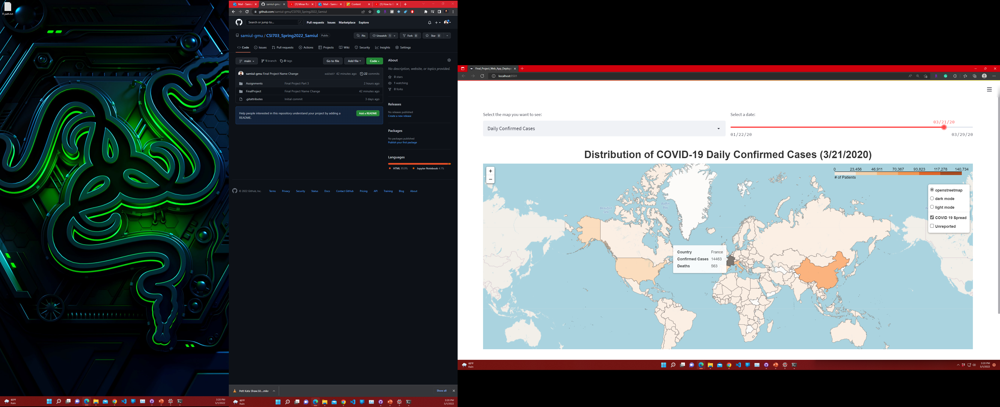 R path.txt
65°F
Rain
3:20 PM
5/1/2022
Mail - Samiul
samiul-gmu
(1) Minar Rah
Mail - Samiul
Content
(1) How to D
github.com/samiul-gmu/CSI703_Spring2022_Samiul
Search or jump to...
/
Pull requests
Issues
Marketplace
Explore
samiul-gmu / CSI703_Spring2022_Samiul
Public
Pin
Unwatch 1
Fork 0
Star 0
Code
Issues
Pull requests
Actions
Projects
Wiki
Security
Insights
Settings
main
1 branch
0 tags
Go to file
Add file
Code
samiul-gmu Final Project Name Change
ed23d37 42 minutes ago
22 commits
Assignments
Final Project Part 3
2 hours ago
FinalProject
Final Project Name Change
42 minutes ago
.gitattributes
Initial commit
3 days ago
Help people interested in this repository understand your project by adding a
README.
Add a README
About
No description, website, or topics provided.
0 stars
1 watching
0 forks
Releases
No releases published
Create a new release
Packages
No packages published
Publish your first package
Languages
HTML 95.9%
Jupyter Notebook 4.1%
© 2022 GitHub, Inc.
Terms
Privacy
Security
Status
Docs
Contact GitHub
Pricing
API
Training
Blog
About
Pett Kata Shaw.S0....mkv
Show all
65°F
Rain
3:20 PM
5/1/2022
Final_Project_Web_App_Deploya
localhost:8501
Select the map you want to see:
Daily Confirmed Cases
Select a date:
03/21/20
01/22/20
03/29/20
Distribution of COVID-19 Daily Confirmed Cases (3/21/2020)
+
−
0
23,456
46,911
70,367
93,823
117,278
140,734
# of Patients
openstreetmap
dark mode
light mode
COVID 19 Spread
Unreported
Beaufort
Sea
Baffin
Bay
Country France
Confirmed Cases 14463
Deaths 563
65°F
Rain
3:20 PM
5/1/2022
1